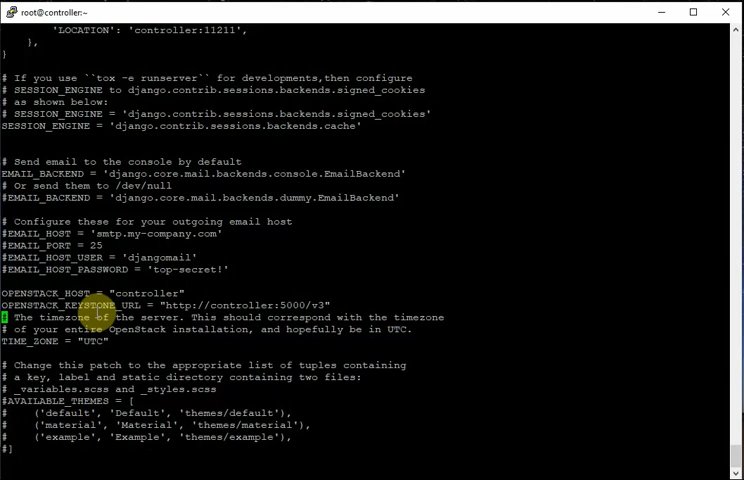 root@controller:~
'LOCATION': 'controller:11211',
},
}
# If you use ``tox -e runserver`` for developments,then configure
# SESSION_ENGINE to django.contrib.sessions.backends.signed_cookies
# as shown below:
# SESSION_ENGINE = 'django.contrib.sessions.backends.signed_cookies'
SESSION_ENGINE = 'django.contrib.sessions.backends.cache'
# Send email to the console by default
EMAIL_BACKEND = 'django.core.mail.backends.console.EmailBackend'
# Or send them to /dev/null
#EMAIL_BACKEND = 'django.core.mail.backends.dummy.EmailBackend'
# Configure these for your outgoing email host
#EMAIL_HOST = 'smtp.my-company.com'
#EMAIL_PORT = 25
#EMAIL_HOST_USER = 'djangomail'
#EMAIL_HOST_PASSWORD = 'top-secret!'
OPENSTACK_HOST = "controller"
OPENSTACK_KEYSTONE_URL = "http://controller:5000/v3"
# The timezone of the server. This should correspond with the timezone
# of your entire OpenStack installation, and hopefully be in UTC.
TIME_ZONE = "UTC"
# Change this patch to the appropriate list of tuples containing
# a key, label and static directory containing two files:
# _variables.scss and _styles.scss
#AVAILABLE_THEMES = [
#    ('default', 'Default', 'themes/default'),
#    ('material', 'Material', 'themes/material'),
#    ('example', 'Example', 'themes/example'),
#]